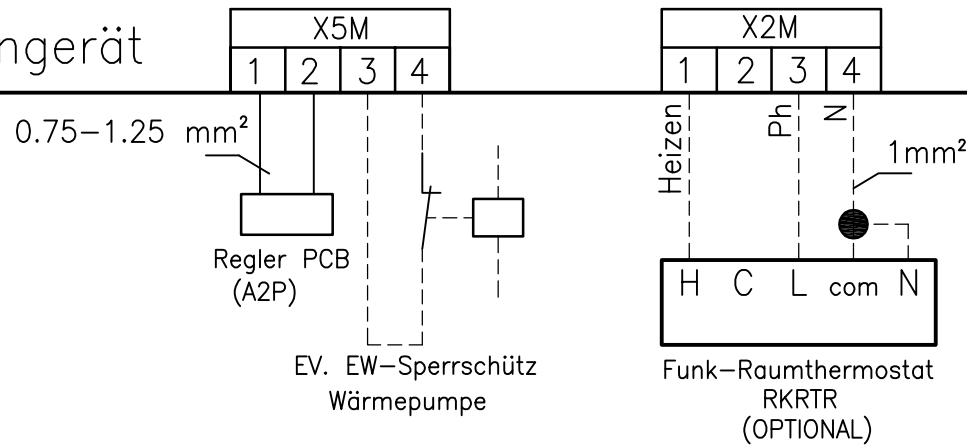 ngerät
X5M
1 2 3 4
0.75–1.25 mm²
Regler PCB
(A2P)
EV. EW–Sperrschütz
Wärmepumpe
X2M
1 2 3 4
Heizen
Ph
N
1mm²
H C L com N
Funk–Raumthermostat
RKRTR
(OPTIONAL)